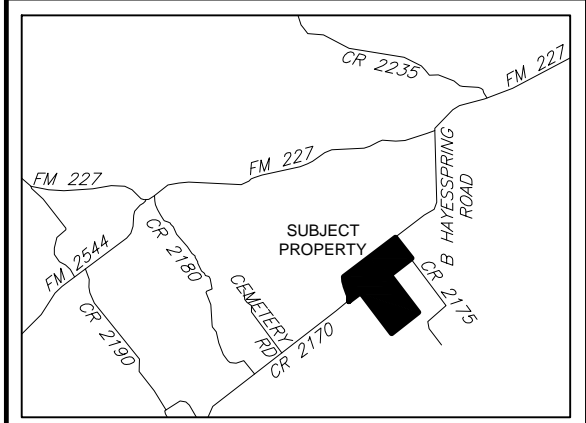 CR 2235
FM 227
FM 227
FM 227
B HAYESSPRING
ROAD
SUBJECT
PROPERTY
CR 2180
FM 2544
CEMETERY
RD
CR 2175
CR 2190
CR 2170